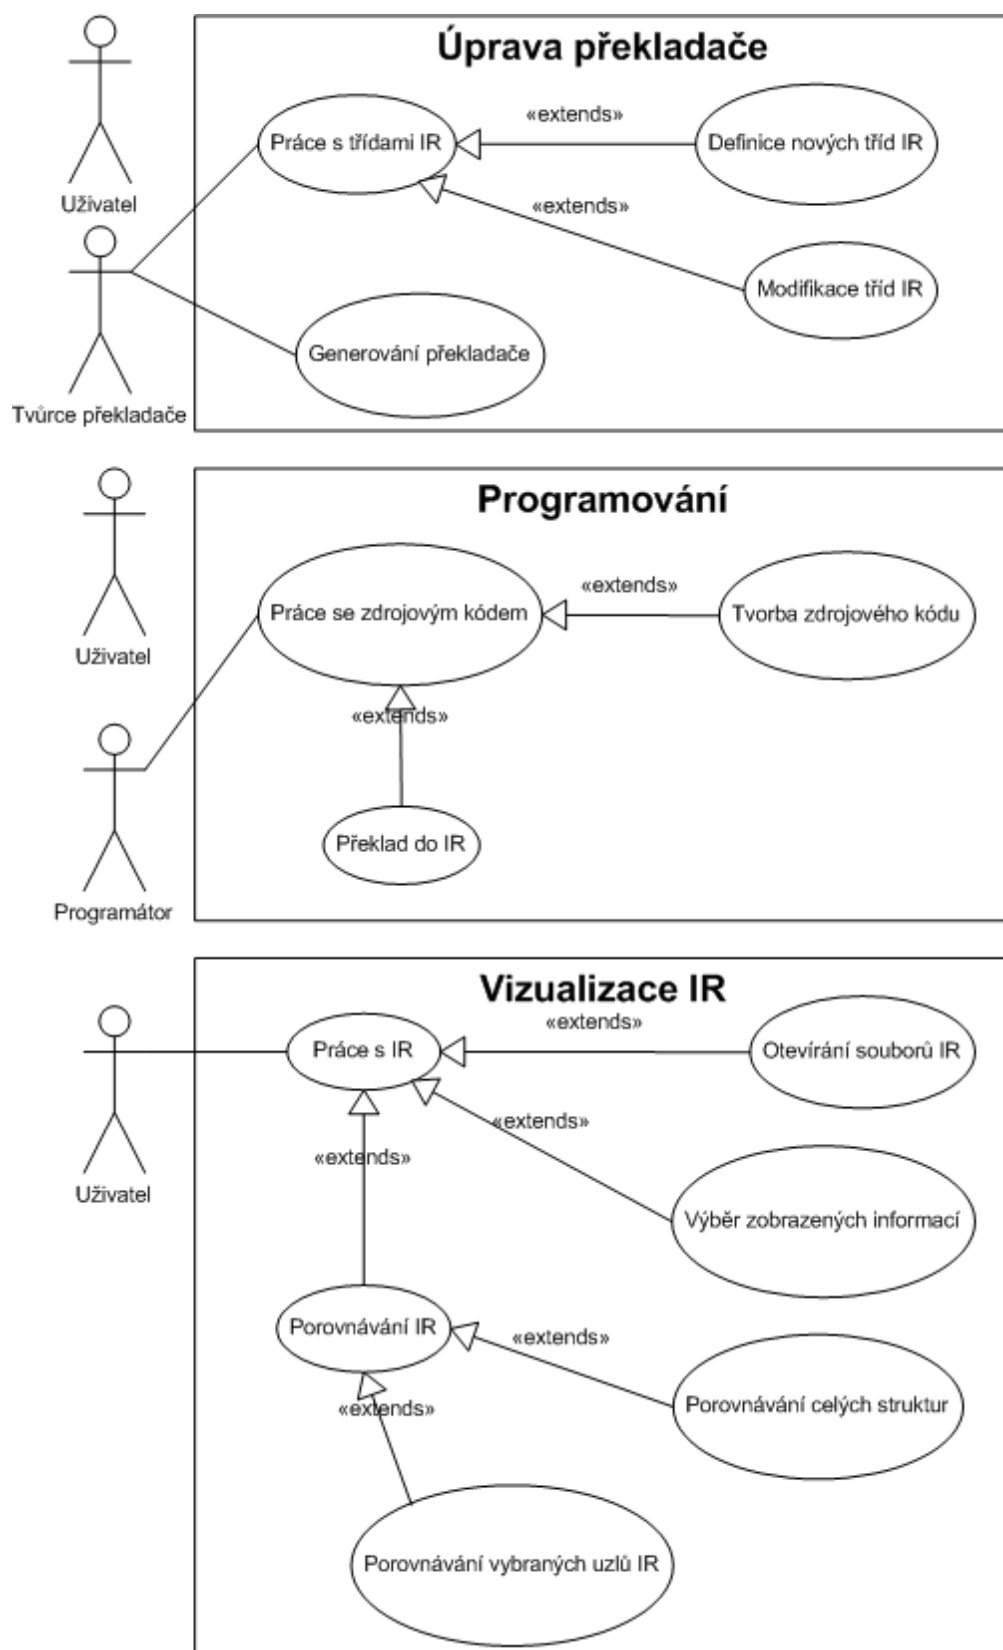 Úprava překladače
«extends»
Práce s třídami IR
Definice nových tříd IR
Uživatel
«extends»
Modifikace tříd IR
Generování překladače
Tvůrce překladače
Programování
«extends»
Práce se zdrojovým kódem
Tvorba zdrojového kódu
Uživatel
«extends»
Překlad do IR
Programátor
Vizualizace IR
«extends»
Práce s IR
Otevírání souborů IR
«extends»
«extends»
Uživatel
Výběr zobrazených informací
Porovnávání IR
«extends»
«extends»
Porovnávání celých struktur
Porovnávání vybraných uzlů IR